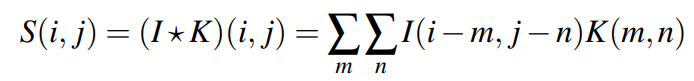 S(i, j) = (I ⋆ K)(i, j) = ∑∑ I(i − m, j − n)K(m, n)
m n